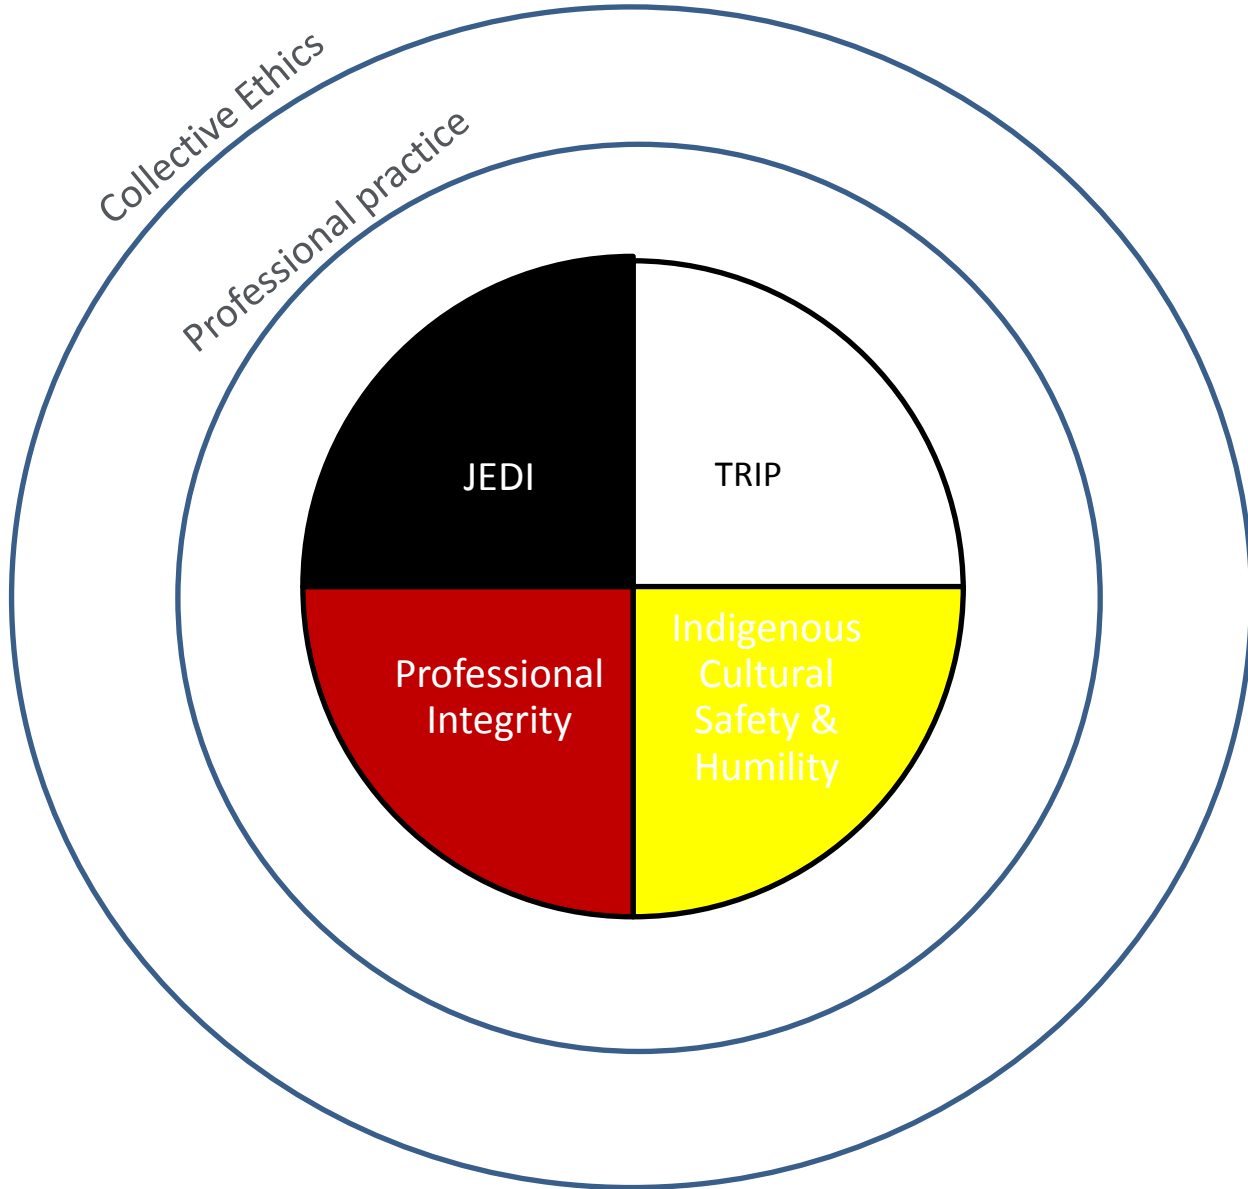 Collective Ethics
Professional practice
JEDI
TRIP
Professional
Integrity
Indigenous
Cultural
Safety &
Humility